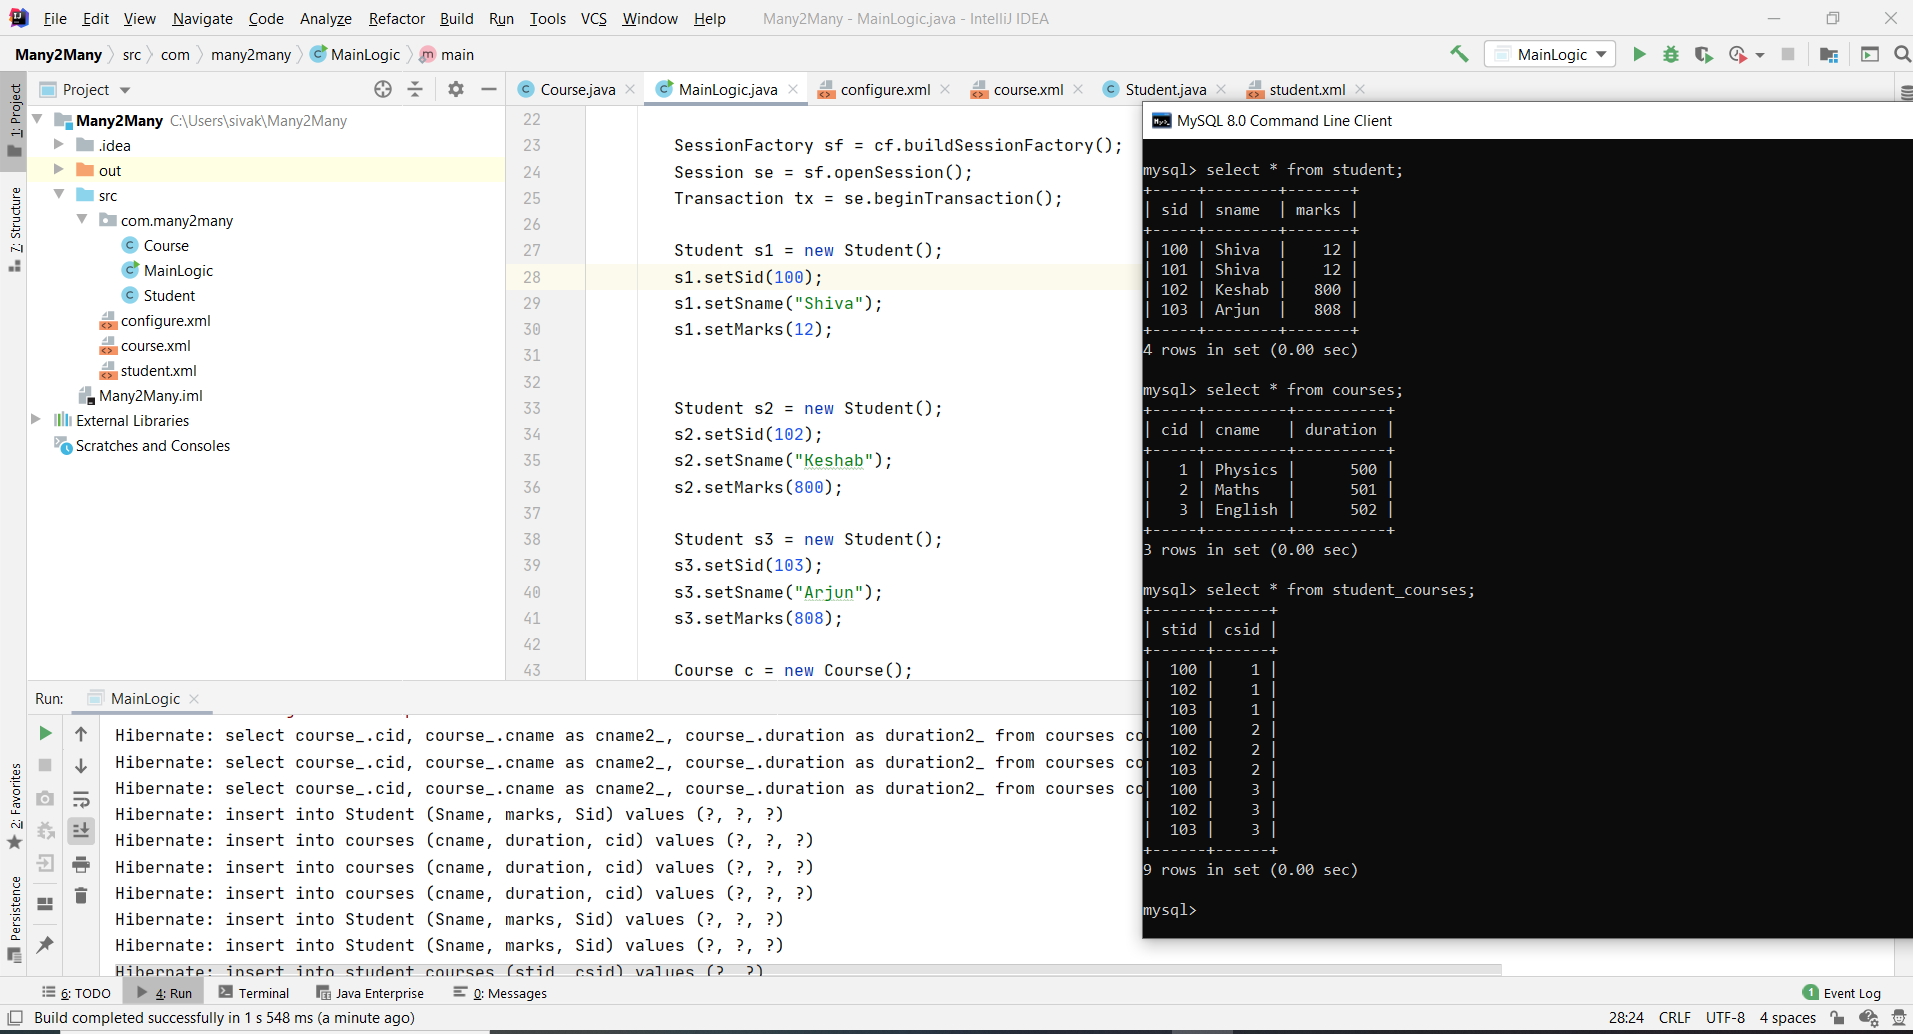 File Edit View Navigate Code Analyze Refactor Build Run Tools VCS Window Help Many2Many - MainLogic.java - IntelliJ IDEA
Many2Many src com many2many MainLogic main
MainLogic
1: Project
7: Structure
2: Favorites
Persistence
Project
Many2Many C:\Users\sivak\Many2Many
.idea
out
src
com.many2many
Course
MainLogic
Student
configure.xml
course.xml
student.xml
Many2Many.iml
External Libraries
Scratches and Consoles
Course.java MainLogic.java configure.xml course.xml Student.java student.xml
22
23 SessionFactory sf = cf.buildSessionFactory();
24 Session se = sf.openSession();
25 Transaction tx = se.beginTransaction();
26
27 Student s1 = new Student();
28 s1.setSid(100);
29 s1.setSname("Shiva");
30 s1.setMarks(12);
31
32
33 Student s2 = new Student();
34 s2.setSid(102);
35 s2.setSname("Keshab");
36 s2.setMarks(800);
37
38 Student s3 = new Student();
39 s3.setSid(103);
40 s3.setSname("Arjun");
41 s3.setMarks(808);
42
43 Course c = new Course();
MySQL 8.0 Command Line Client
mysql> select * from student;
+-----+--------+-------+
| sid | sname  | marks |
+-----+--------+-------+
| 100 | Shiva  |    12 |
| 101 | Shiva  |    12 |
| 102 | Keshab |   800 |
| 103 | Arjun  |   808 |
+-----+--------+-------+
4 rows in set (0.00 sec)
mysql> select * from courses;
+-----+---------+----------+
| cid | cname   | duration |
+-----+---------+----------+
|   1 | Physics |      500 |
|   2 | Maths   |      501 |
|   3 | English |      502 |
+-----+---------+----------+
3 rows in set (0.00 sec)
mysql> select * from student_courses;
+------+------+
| stid | csid |
+------+------+
|  100 |    1 |
|  102 |    1 |
|  103 |    1 |
|  100 |    2 |
|  102 |    2 |
|  103 |    2 |
|  100 |    3 |
|  102 |    3 |
|  103 |    3 |
+------+------+
9 rows in set (0.00 sec)
mysql>
Run: MainLogic
Hibernate: select course_.cid, course_.cname as cname2_, course_.duration as duration2_ from courses co
Hibernate: select course_.cid, course_.cname as cname2_, course_.duration as duration2_ from courses co
Hibernate: select course_.cid, course_.cname as cname2_, course_.duration as duration2_ from courses co
Hibernate: insert into Student (Sname, marks, Sid) values (?, ?, ?)
Hibernate: insert into courses (cname, duration, cid) values (?, ?, ?)
Hibernate: insert into courses (cname, duration, cid) values (?, ?, ?)
Hibernate: insert into courses (cname, duration, cid) values (?, ?, ?)
Hibernate: insert into Student (Sname, marks, Sid) values (?, ?, ?)
Hibernate: insert into Student (Sname, marks, Sid) values (?, ?, ?)
Hibernate: insert into student_courses (stid, csid) values (?, ?)
6: TODO 4: Run Terminal Java Enterprise 0: Messages 1 Event Log
Build completed successfully in 1 s 548 ms (a minute ago) 28:24 CRLF UTF-8 4 spaces